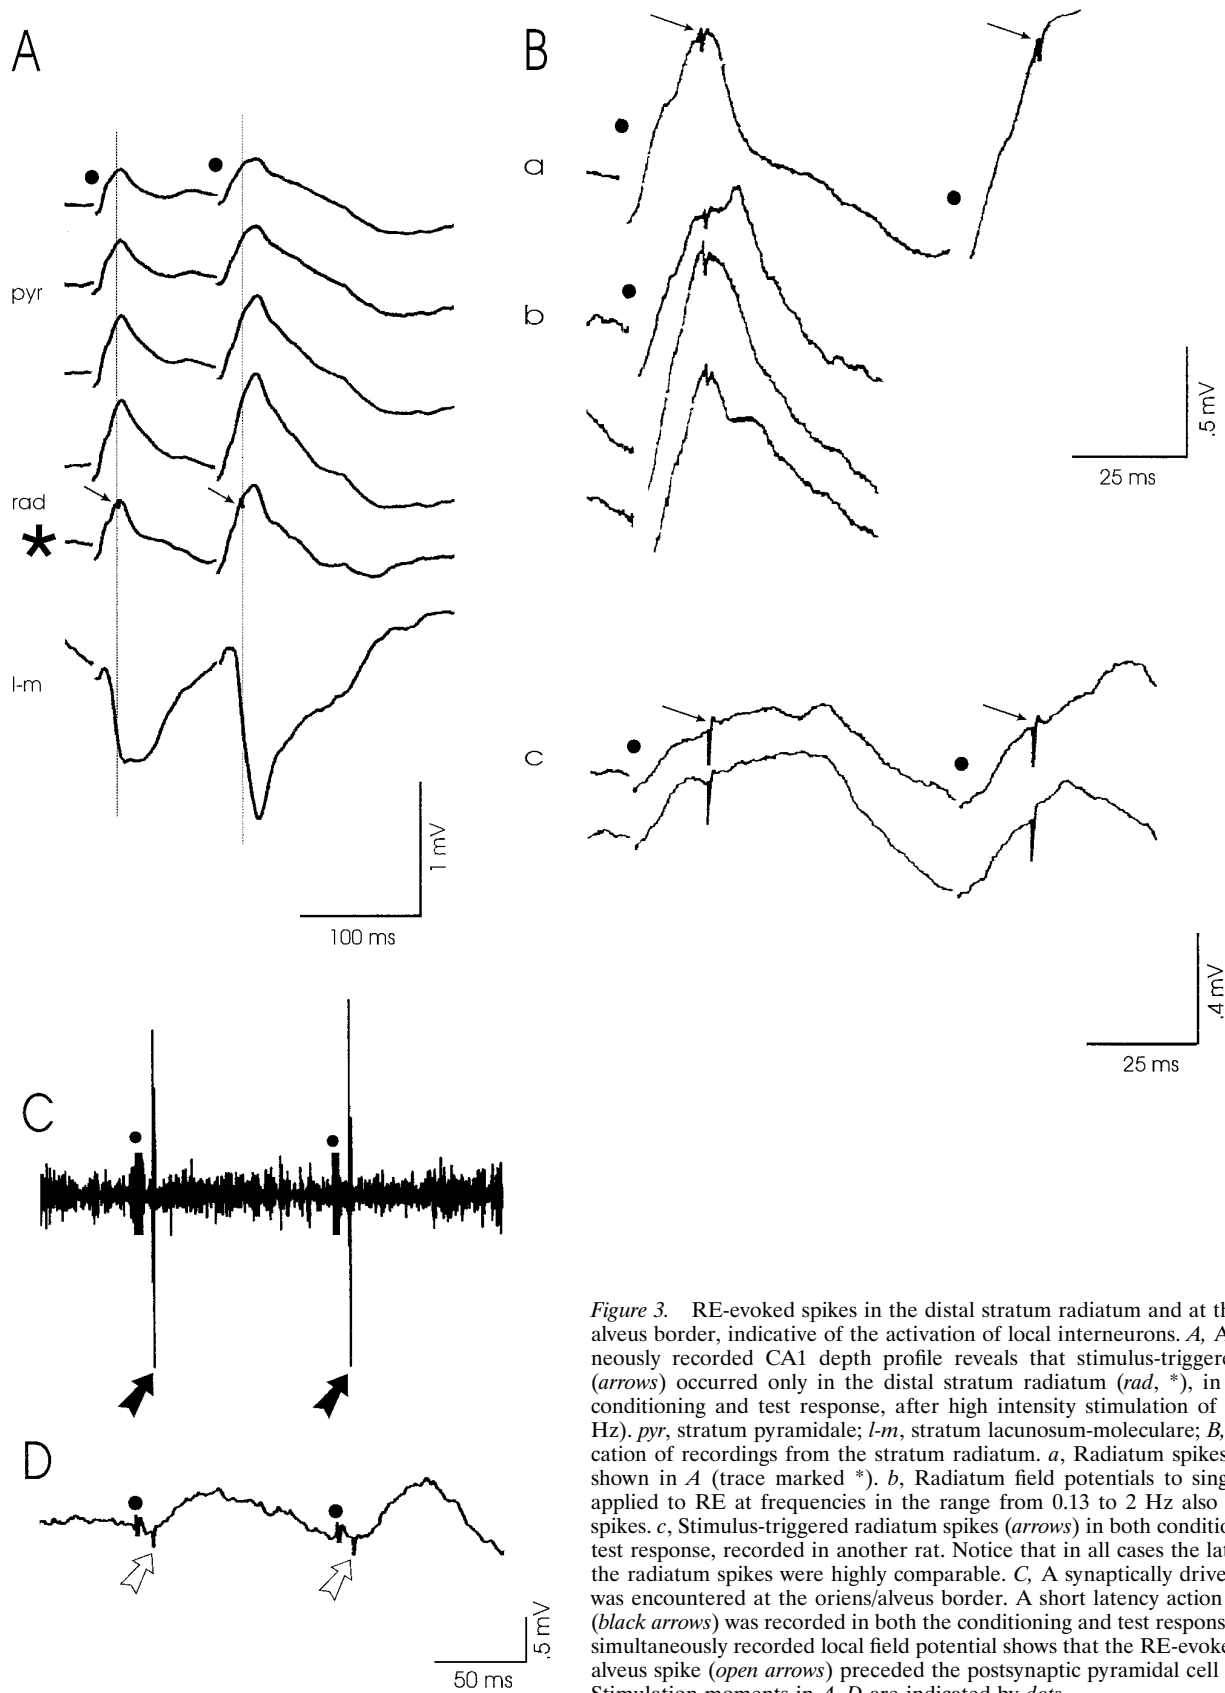 A
B
a
pyr
b
.5 mV
25 ms
rad
*
l-m
c
1 mV
100 ms
.4 mV
25 ms
C
D
.5 mV
50 ms
Figure 3. RE-evoked spikes in the distal stratum radiatum and at th
alveus border, indicative of the activation of local interneurons. A, A
neously recorded CA1 depth profile reveals that stimulus-triggere
(arrows) occurred only in the distal stratum radiatum (rad, *), in
conditioning and test response, after high intensity stimulation of
Hz). pyr, stratum pyramidale; l-m, stratum lacunosum-moleculare; B,
cation of recordings from the stratum radiatum. a, Radiatum spikes
shown in A (trace marked *). b, Radiatum field potentials to sing
applied to RE at frequencies in the range from 0.13 to 2 Hz also
spikes. c, Stimulus-triggered radiatum spikes (arrows) in both conditio
test response, recorded in another rat. Notice that in all cases the lat
the radiatum spikes were highly comparable. C, A synaptically drive
was encountered at the oriens/alveus border. A short latency action
(black arrows) was recorded in both the conditioning and test respons
simultaneously recorded local field potential shows that the RE-evoke
alveus spike (open arrows) preceded the postsynaptic pyramidal cell
Stimulation moments in A–D are indicated by dots.